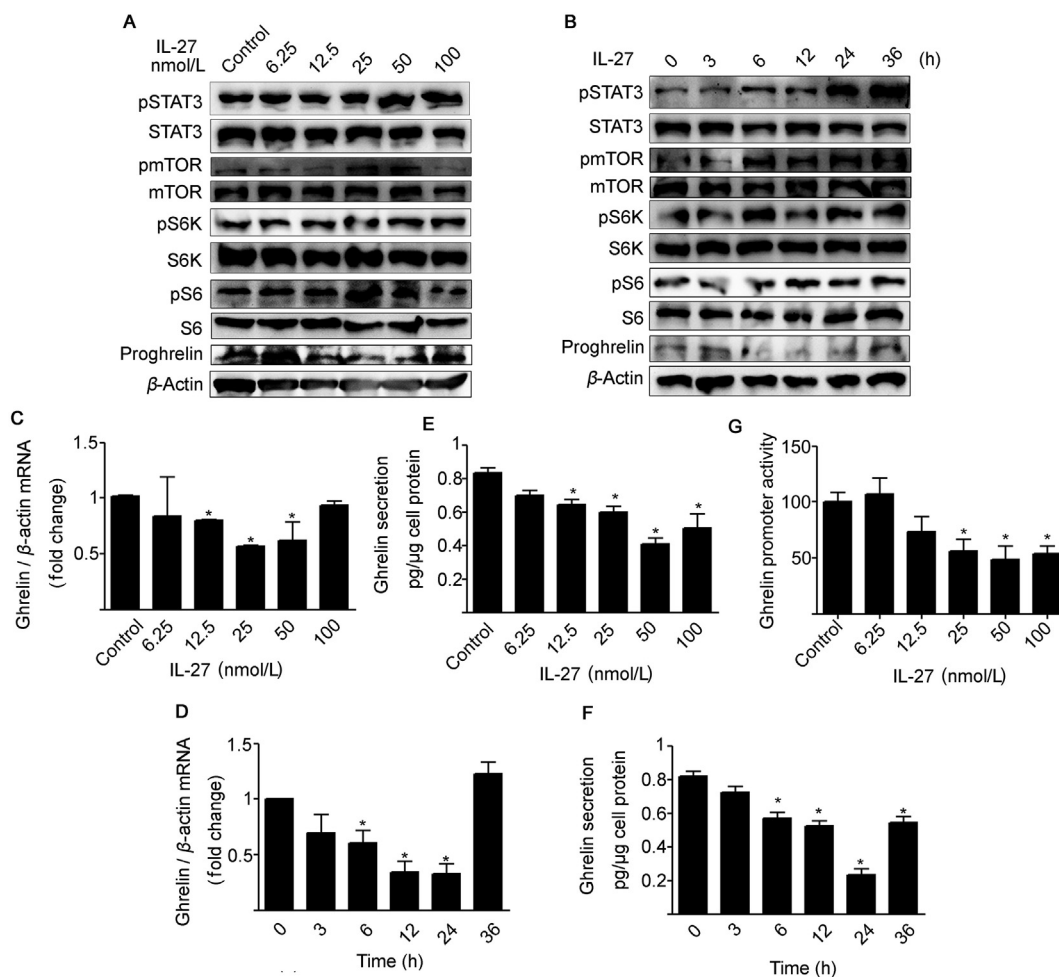 A
IL-27
nmol/L
Control 6.25 12.5 25 50 100
pSTAT3
STAT3
pmTOR
mTOR
pS6K
S6K
pS6
S6
Proghrelin
β-Actin
B
IL-27 0 3 6 12 24 36 (h)
pSTAT3
STAT3
pmTOR
mTOR
pS6K
S6K
pS6
S6
Proghrelin
β-Actin
C
Ghrelin / β-actin mRNA
(fold change)
1.5
1
0.5
* * *
Control 6.25 12.5 25 50 100
IL-27 (nmol/L)
E
Ghrelin secretion
pg/µg cell protein
1
0.8
0.6
0.4
0.2
* * * *
Control 6.25 12.5 25 50 100
IL-27 (nmol/L)
G
Ghrelin promoter activity
150
100
50
* * *
Control 6.25 12.5 25 50 100
IL-27 (nmol/L)
D
Ghrelin / β-actin mRNA
(fold change)
1.5
1
0.5
* * *
0 3 6 12 24 36
Time (h)
F
Ghrelin secretion
pg/µg cell protein
1
0.8
0.6
0.4
0.2
* * * *
0 3 6 12 24 36
Time (h)